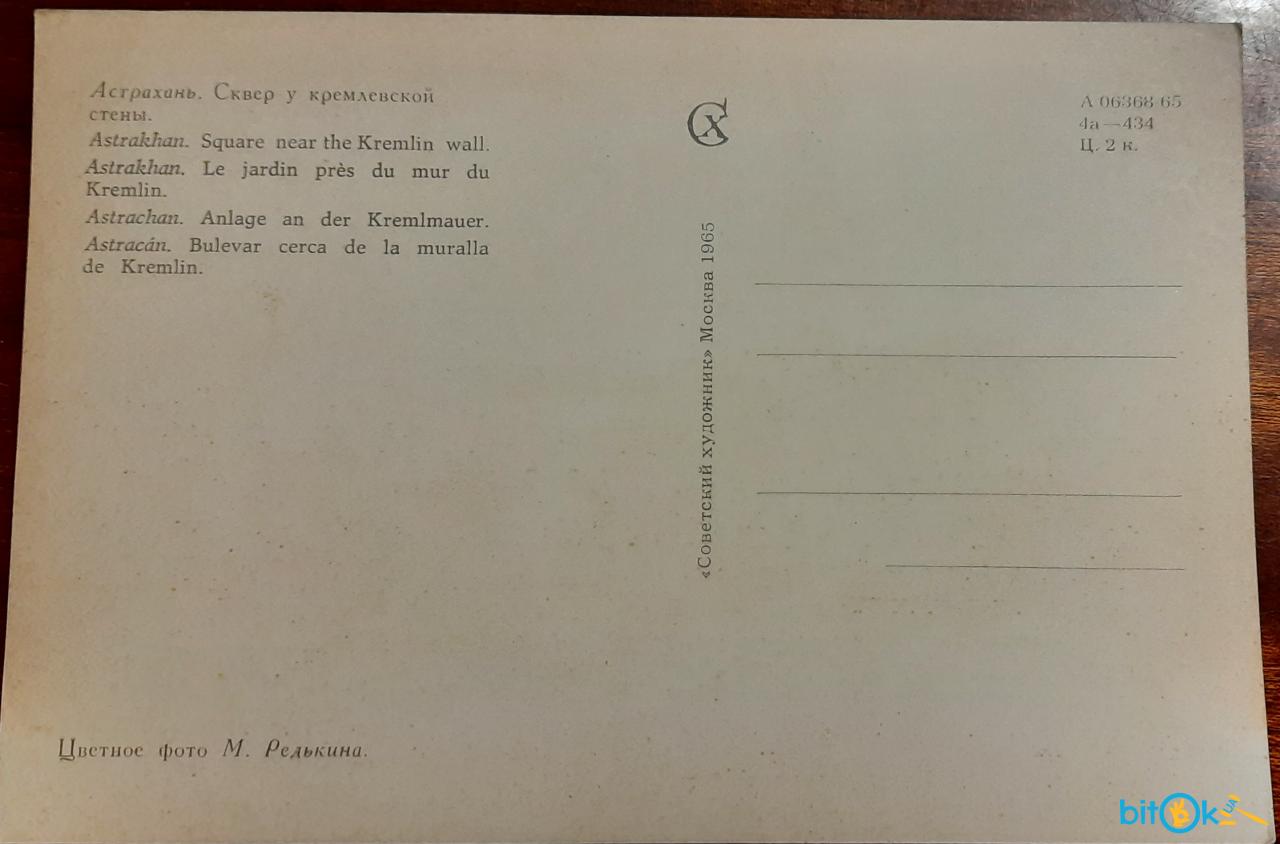 Астрахань. Сквер у кремлевской
стены.
Astrakhan. Square near the Kremlin wall.
Astrakhan. Le jardin près du mur du
Kremlin.
Astrachan. Anlage an der Kremlmauer.
Astracán. Bulevar cerca de la muralla
de Kremlin.
Цветное фото М. Редькина.
СХ
«Советский художник» Москва 1965
А 06368 65
4а—434
Ц. 2 к.
bitOk UA